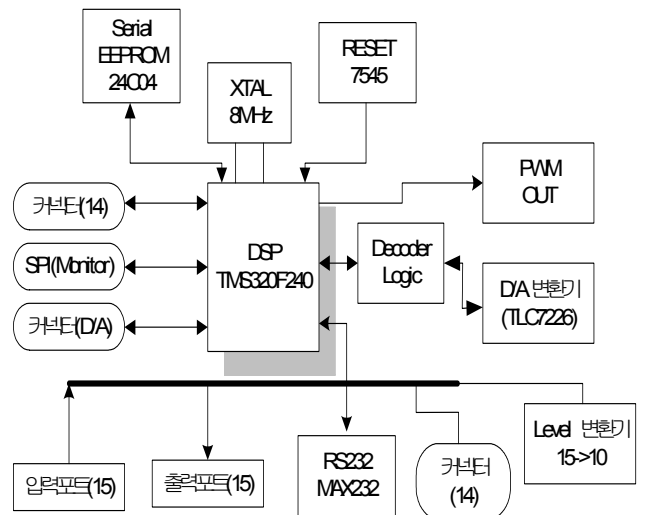 Serial
EEPROM
24C04
XTAL
8MHz
RESET
7545
PWM
OUT
커넥터(14)
DSP
TMS320F240
Decoder
Logic
SPI(Monitor)
D/A 변환기
(TLC7226)
커넥터(D/A)
입력포트(15)
출력포트(15)
RS232
MAX232
커넥터
(14)
Level 변환기
15->10